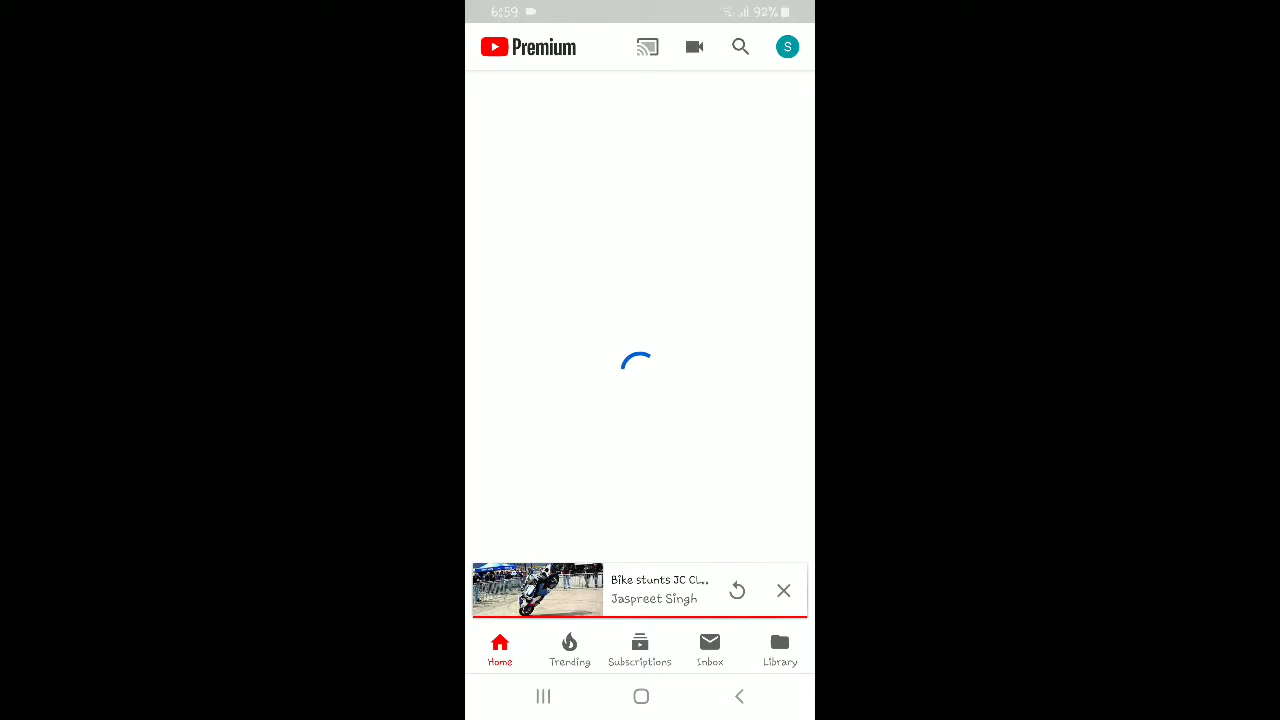 6:59 92%
Premium S
Bike stunts JC CL...
Jaspreet Singh
Home Trending Subscriptions Inbox Library